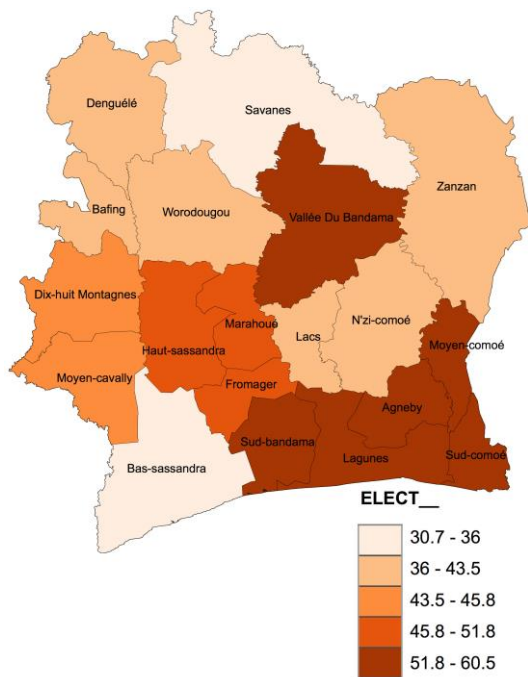 Denguélé
Savanes
Zanzan
Bafing
Worodougou
Vallée Du Bandama
Dix-huit Montagnes
Marahoué
Lacs
N'zi-comoé
Moyen-comoé
Haut-sassandra
Moyen-cavally
Fromager
Agneby
Sud-bandama
Lagunes
Sud-comoé
Bas-sassandra
ELECT__
30.7 - 36
36 - 43.5
43.5 - 45.8
45.8 - 51.8
51.8 - 60.5